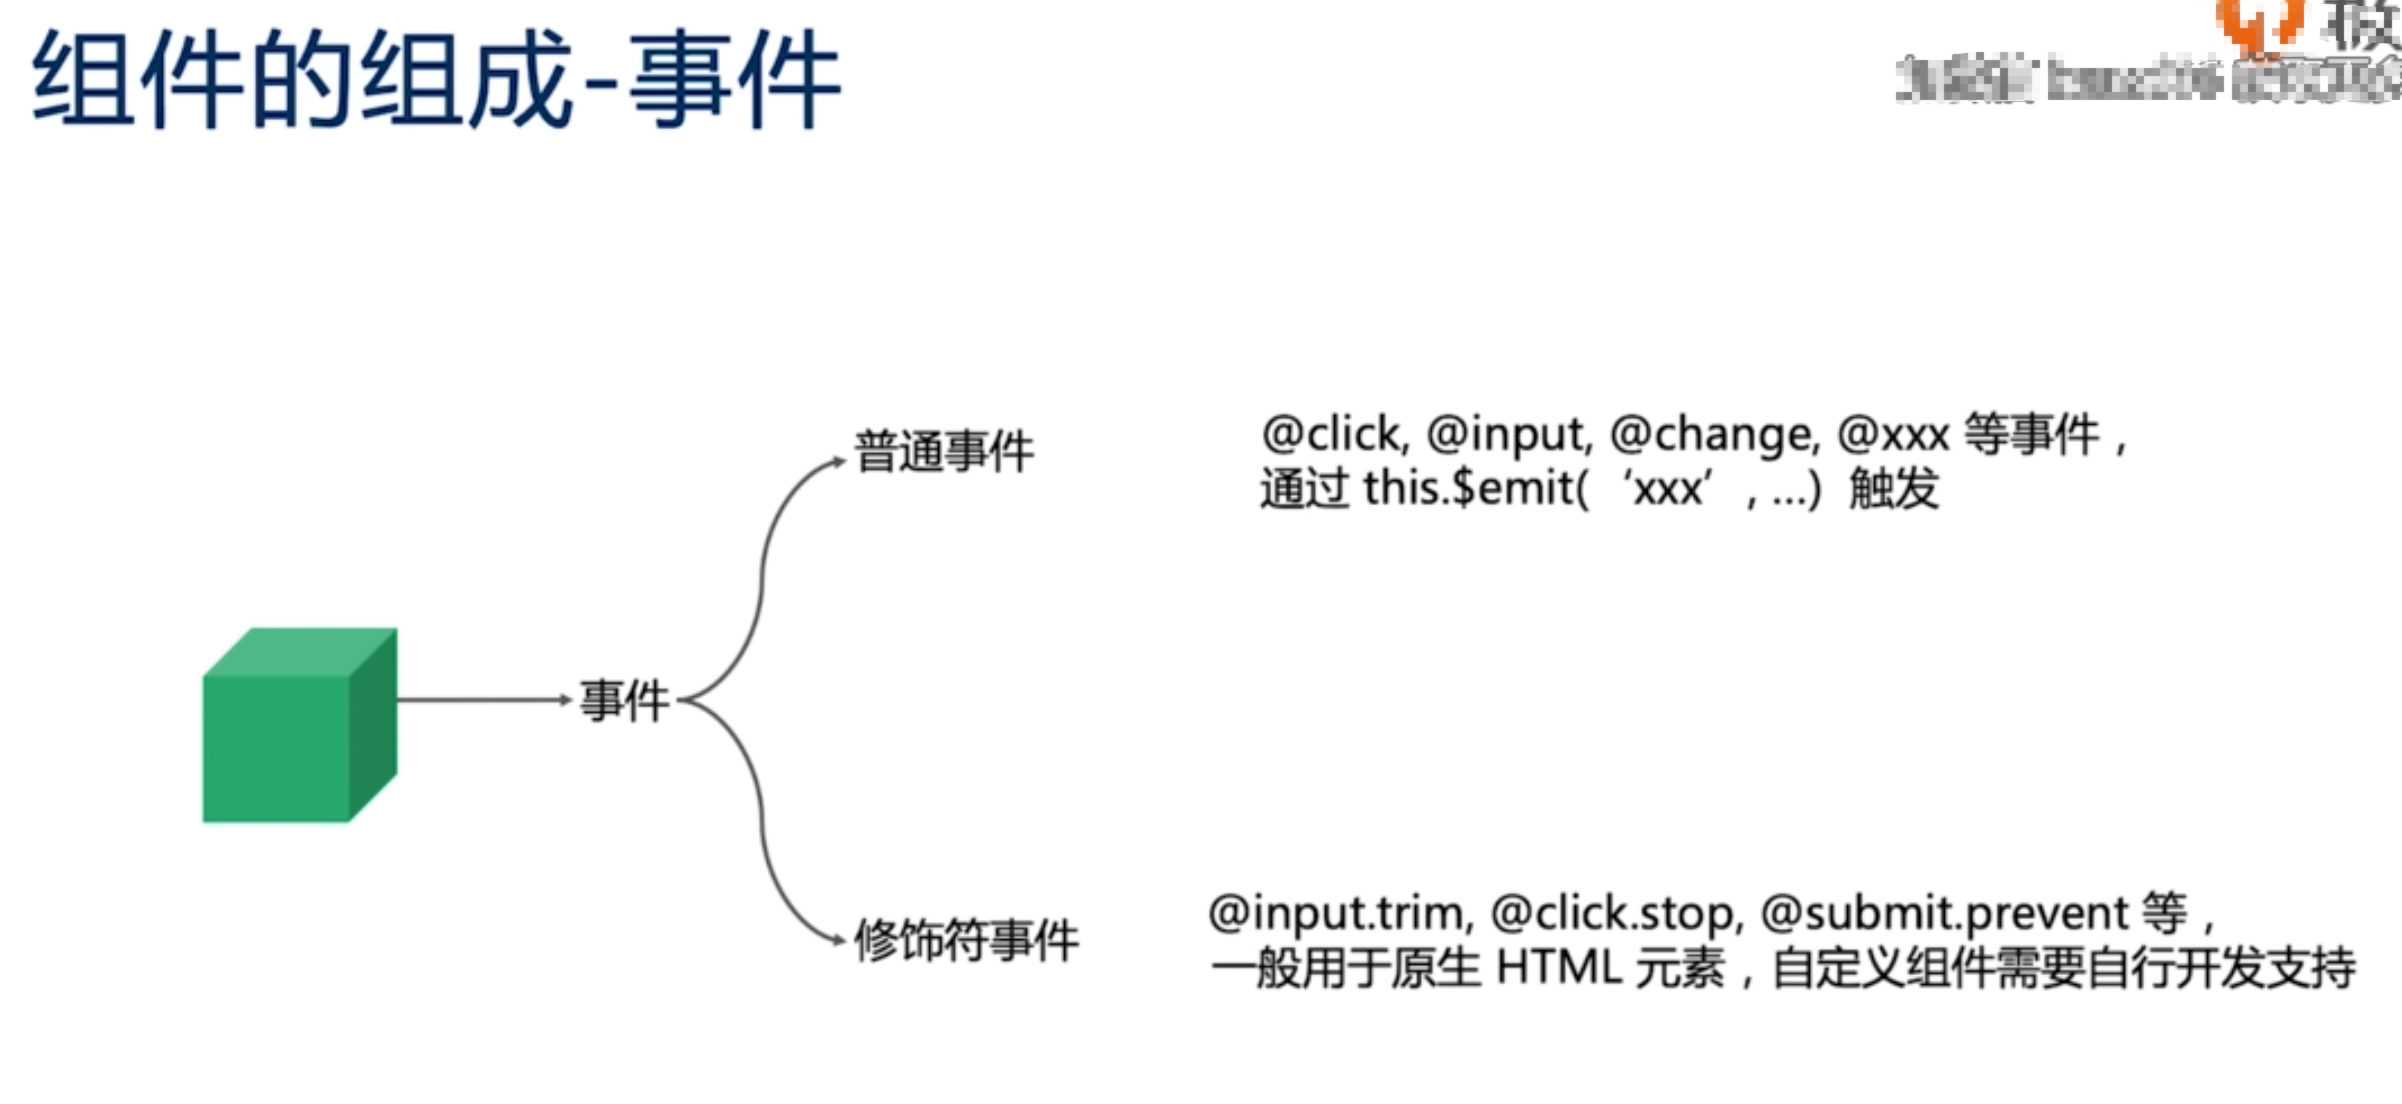 组件的组成-事件
普通事件
@click, @input, @change, @xxx 等事件，
通过 this.$emit(‘xxx’, ...) 触发
事件
修饰符事件
@input.trim, @click.stop, @submit.prevent 等，
一般用于原生 HTML 元素，自定义组件需要自行开发支持